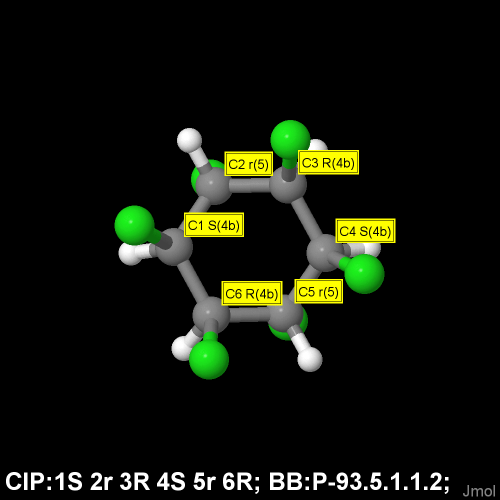 C2 r(5)
C3 R(4b)
C1 S(4b)
C4 S(4b)
C6 R(4b)
C5 r(5)
CIP:1S 2r 3R 4S 5r 6R; BB:P-93.5.1.1.2;
Jmol